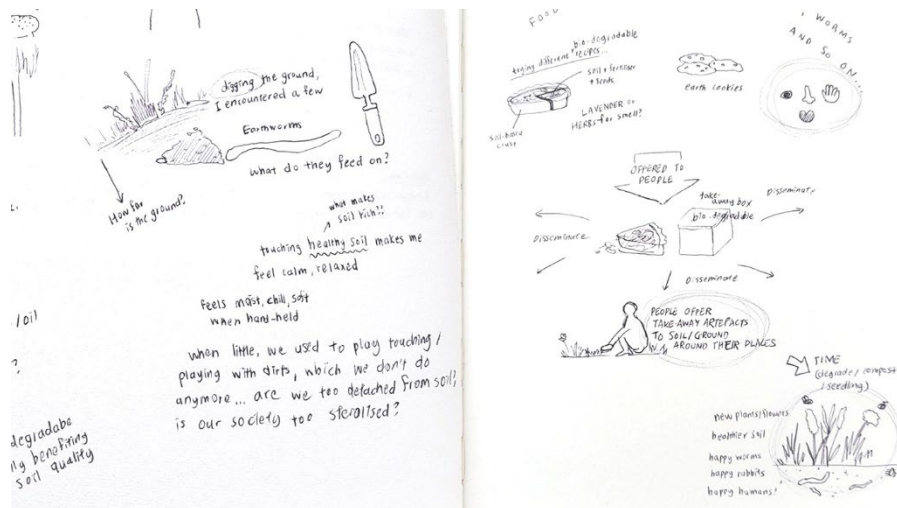 digging the ground,
I encountered a few
Earthworms
what do they feed on?
How far
is the ground?
what makes
soil rich??
touching healthy soil makes me
feel calm, relaxed
feels moist, chill, soft
when hand-held
when little, we used to play touching/
playing with dirts, which we don't do
anymore... are we too detached from soil?
is our society too sterilised?
/oil
?
degradabe
ng benefiting
soil quality
FOOD
trying different bio-degradable
recipes...
soil + fertiliser
+ seeds
soil-based
crust
LAVENDER or
HERBS for smell?
earth cookies
WORMS
AND SO ON...
OFFERED TO
PEOPLE
take-
away box
bio-degradable
Disseminate
Disseminate
Disseminate
PEOPLE OFFER
TAKE-AWAY ARTEFACTS
TO SOIL/GROUND
AROUND THEIR PLACES
TIME
(degrade/compost
/seedling)
new plants/flowers
healthier soil
happy worms
happy rabbits
happy humans!